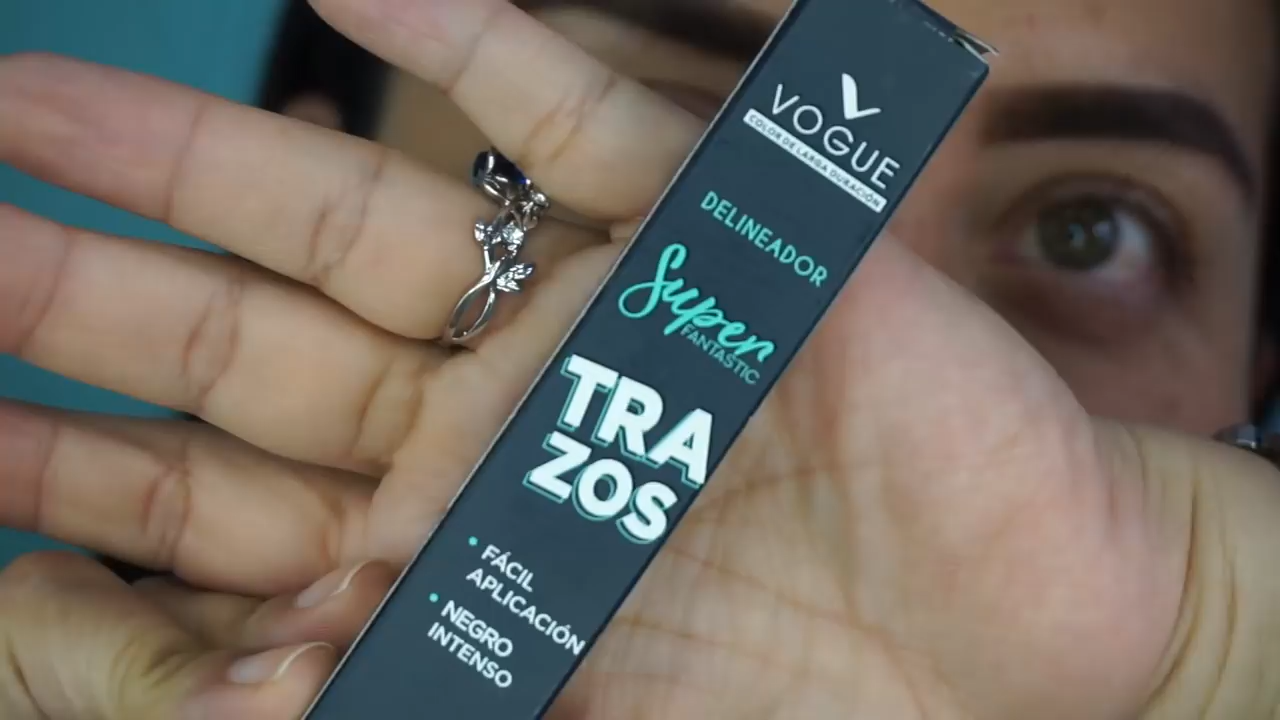 VOGUE
COLOR DE LARGA DURACIÓN
DELINEADOR
Super
FANTASTIC
TRA
ZOS
• FÁCIL
APLICACIÓN
• NEGRO
INTENSO